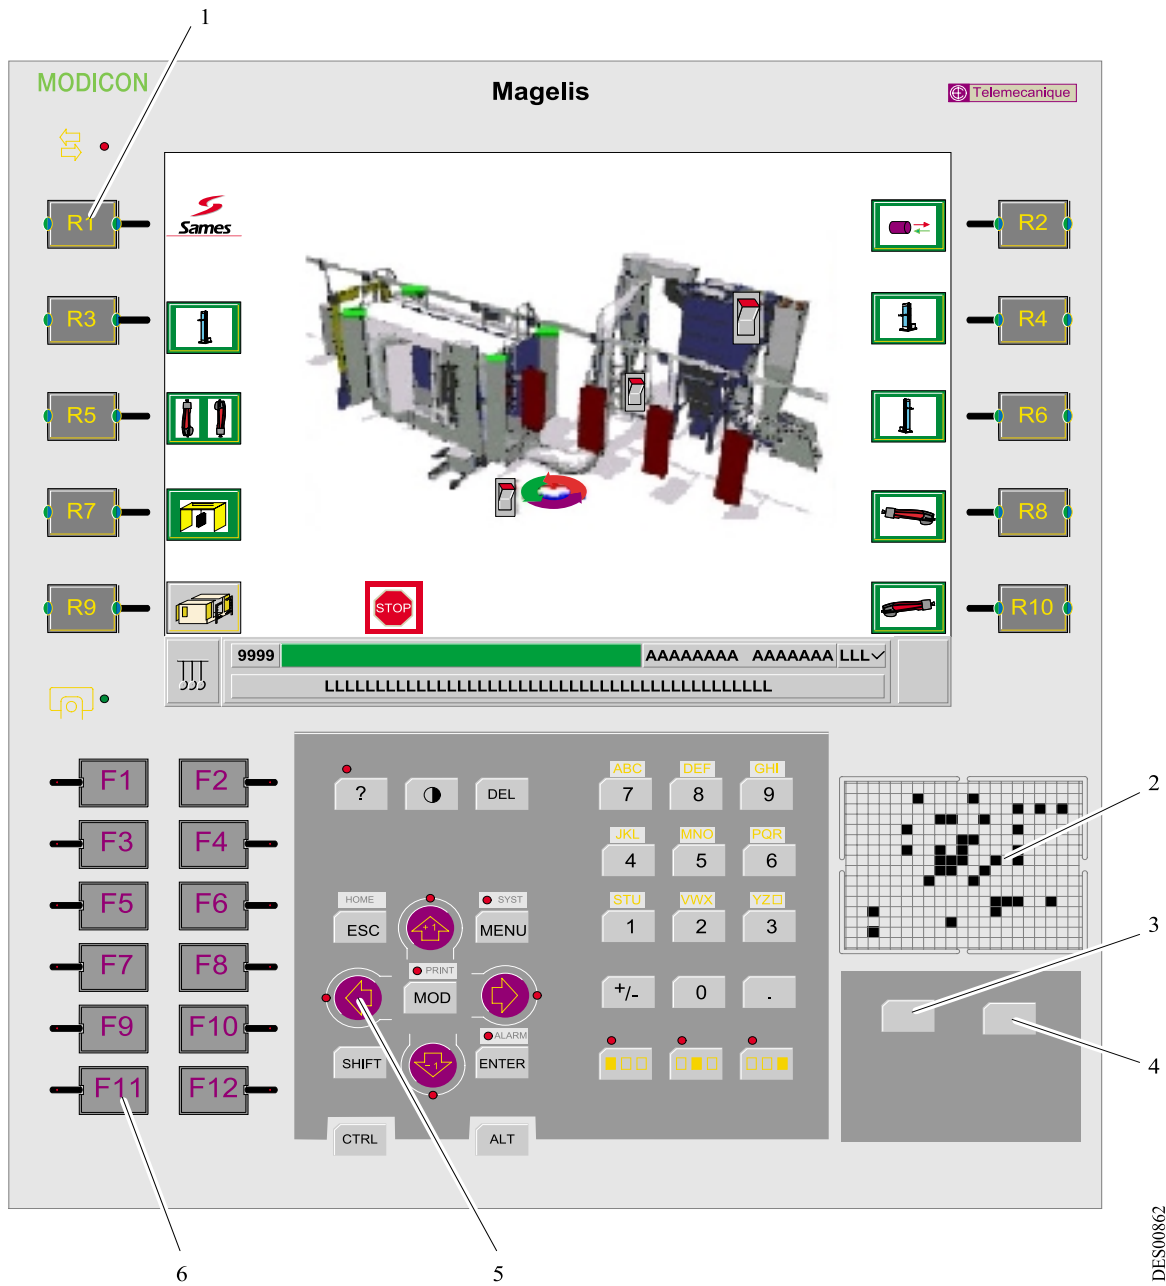 1
MODICON
Magelis
Telemecanique
R1
Sames
R2
R3
R4
R5
R6
R7
R8
R9
STOP
R10
9999
AAAAAAAA AAAAAAA LLL
LLLLLLLLLLLLLLLLLLLLLLLLLLLLLLLLLLLLLLLLLLLL
F1 F2
F3 F4
F5 F6
F7 F8
F9 F10
F11 F12
? DEL
HOME SYST
ESC +1 MENU
PRINT
MOD
ALARM
SHIFT -1 ENTER
CTRL ALT
ABC DEF GHI
7 8 9
JKL MNO PQR
4 5 6
STU VWX YZ
1 2 3
+/- 0 .
2
3
4
5
6
DES00862